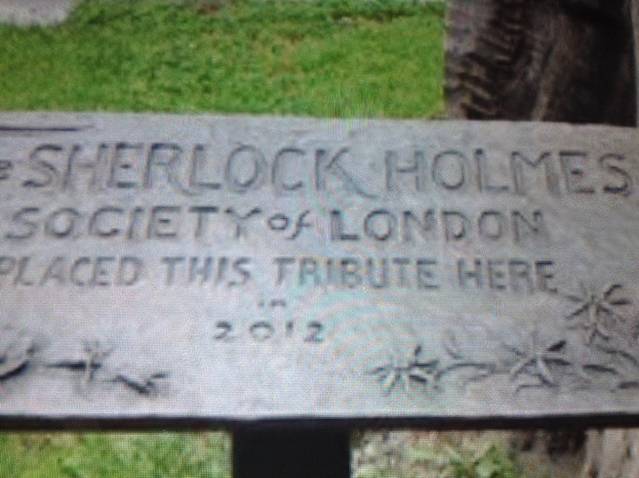 e SHERLOCK HOLMES
SOCIETY of LONDON
PLACED THIS TRIBUTE HERE
in
2012